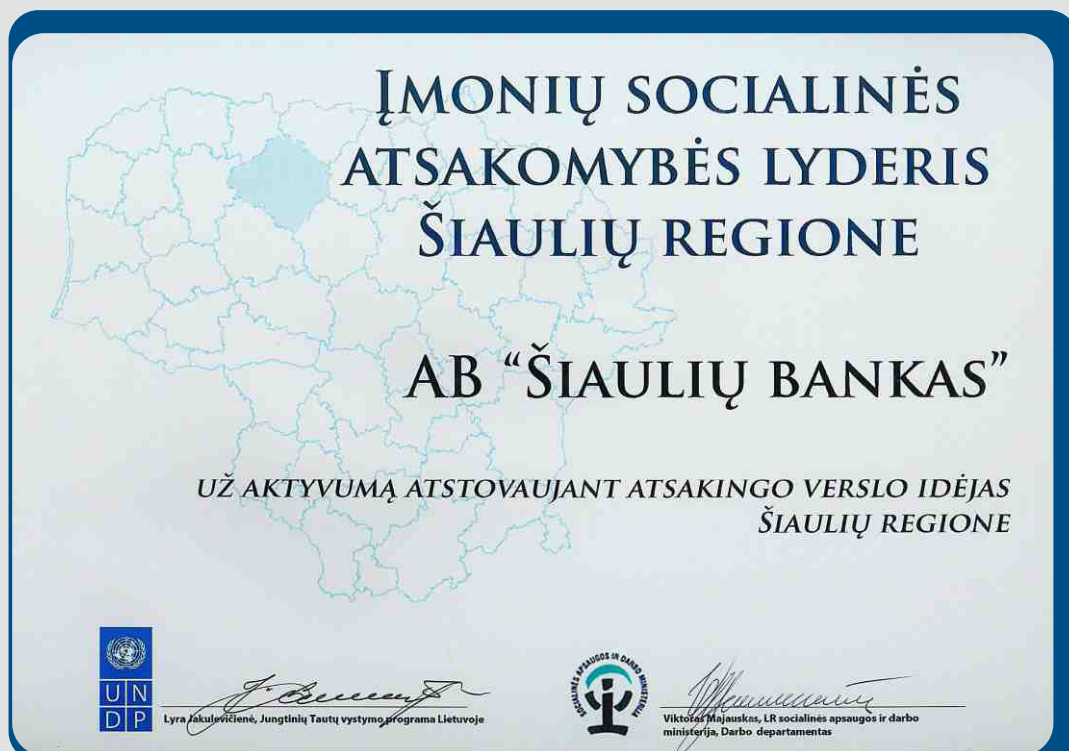 ĮMONIŲ SOCIALINĖS
ATSAKOMYBĖS LYDERIS
ŠIAULIŲ REGIONE
AB “ŠIAULIŲ BANKAS”
UŽ AKTYVUMĄ ATSTOVAUJANT ATSAKINGO VERSLO IDĖJAS
ŠIAULIŲ REGIONE
UN
DP
Lyra Jakulevičienė, Jungtinių Tautų vystymo programa Lietuvoje
SOCIALINĖS APSAUGOS IR DARBO MINISTERIJA
Viktoras Majauskas, LR socialinės apsaugos ir darbo
ministerija, Darbo departamentas